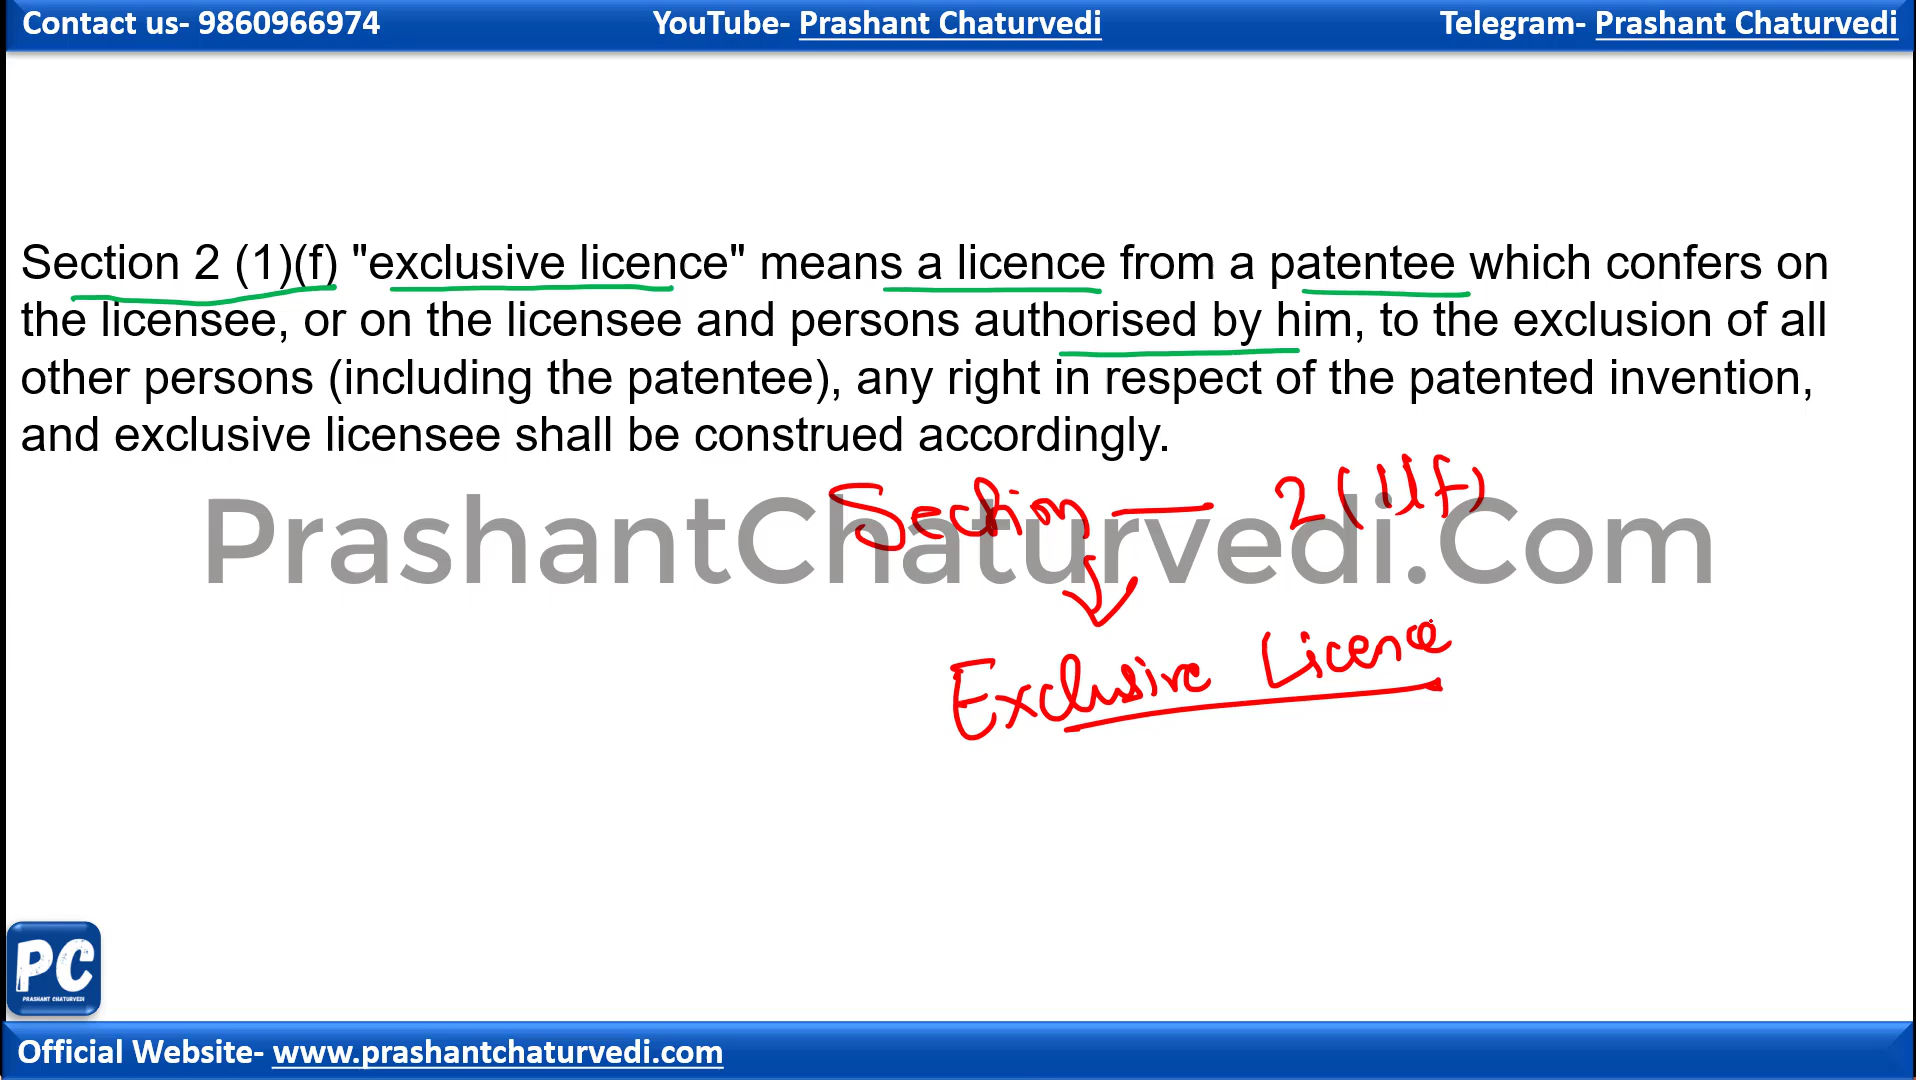 Contact us- 9860966974 YouTube- Prashant Chaturvedi Telegram- Prashant Chaturvedi
Section 2 (1)(f) "exclusive licence" means a licence from a patentee which confers on
the licensee, or on the licensee and persons authorised by him, to the exclusion of all
other persons (including the patentee), any right in respect of the patented invention,
and exclusive licensee shall be construed accordingly.
Section — 2(1)(f)
PrashantChaturvedi.Com
Exclusive Licence
PC
PRASHANT CHATURVEDI
Official Website- www.prashantchaturvedi.com